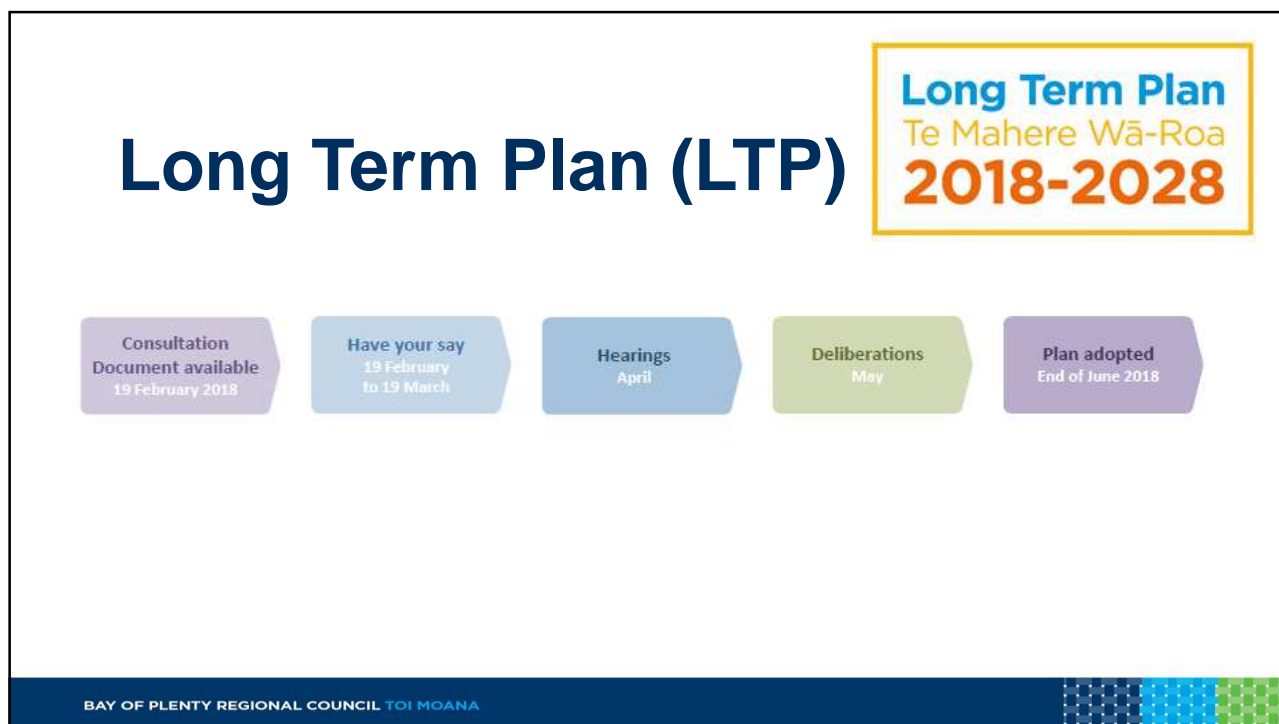 Long Term Plan (LTP)
Long Term Plan
Te Mahere Wā-Roa
2018-2028
Consultation
Document available
19 February 2018
Have your say
19 February
to 19 March
Hearings
April
Deliberations
May
Plan adopted
End of June 2018
BAY OF PLENTY REGIONAL COUNCIL TOI MOANA